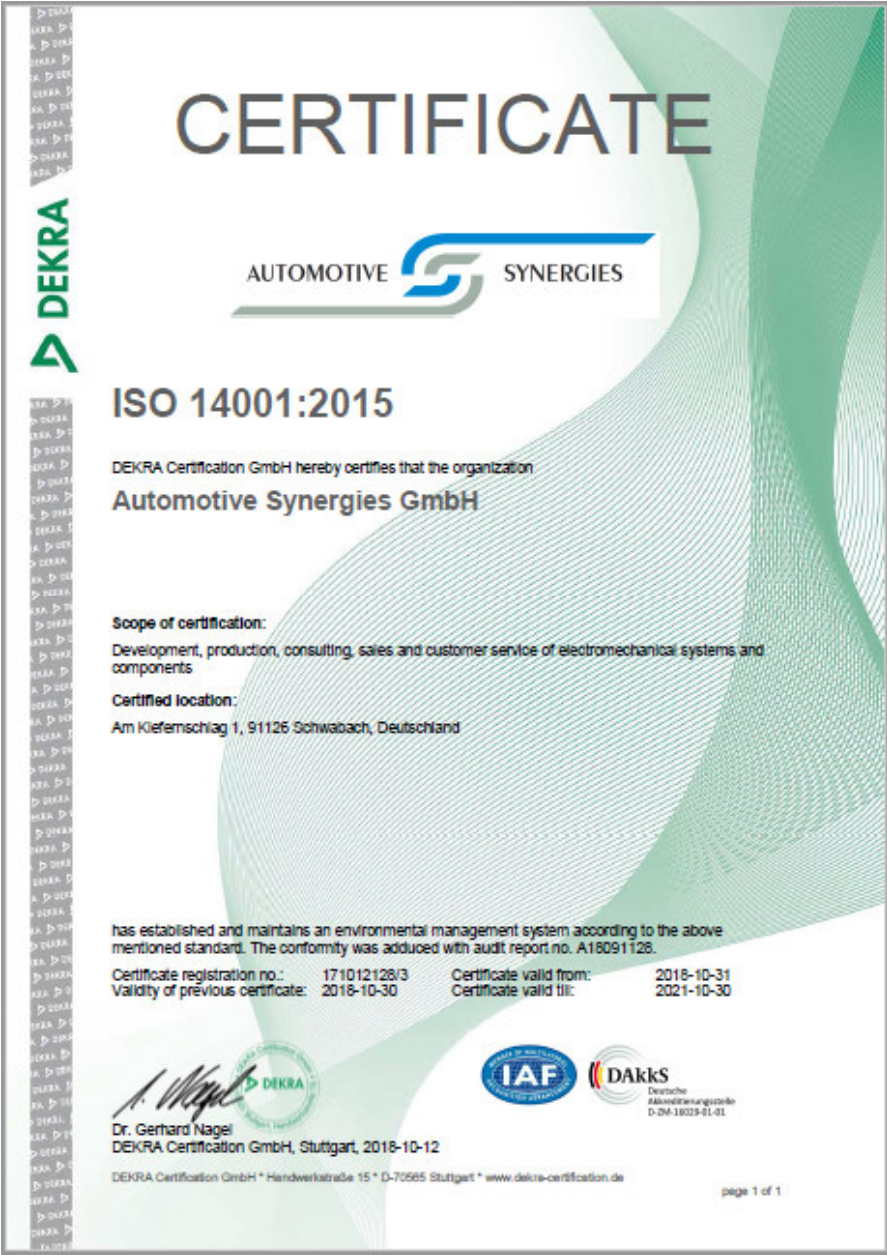 CERTIFICATE
DEKRA
AUTOMOTIVE SYNERGIES
ISO 14001:2015
DEKRA Certification GmbH hereby certifies that the organization
Automotive Synergies GmbH
Scope of certification:
Development, production, consulting, sales and customer service of electromechanical systems and
components
Certified location:
Am Kiefernschlag 1, 91126 Schwabach, Deutschland
has established and maintains an environmental management system according to the above
mentioned standard. The conformity was adduced with audit report no. A18091128.
Certificate registration no.: 171012128/3 Certificate valid from: 2018-10-31
Validity of previous certificate: 2018-10-30 Certificate valid till: 2021-10-30
DEKRA
IAF
DAkkS
Deutsche
Akkreditierungsstelle
D-ZM-16029-01-01
Dr. Gerhard Nagel
DEKRA Certification GmbH, Stuttgart, 2018-10-12
DEKRA Certification GmbH * Handwerkstraße 15 * D-70565 Stuttgart * www.dekra-certification.de
page 1 of 1